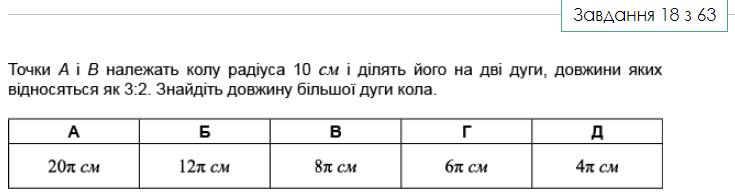 Завдання 18 з 63
Точки A і B належать колу радіуса 10 см і ділять його на дві дуги, довжини яких
відносяться як 3:2. Знайдіть довжину більшої дуги кола.
А Б В Г Д
20π см 12π см 8π см 6π см 4π см